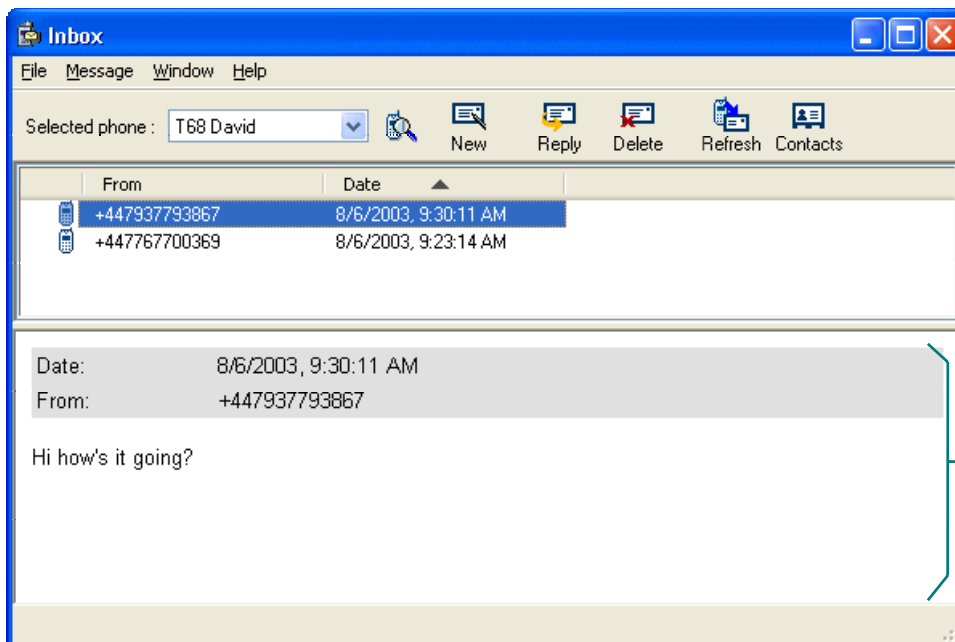 Inbox
File Message Window Help
Selected phone : T68 David New Reply Delete Refresh Contacts
From Date
+447937793867 8/6/2003, 9:30:11 AM
+447767700369 8/6/2003, 9:23:14 AM
Date: 8/6/2003, 9:30:11 AM
From: +447937793867
Hi how's it going?